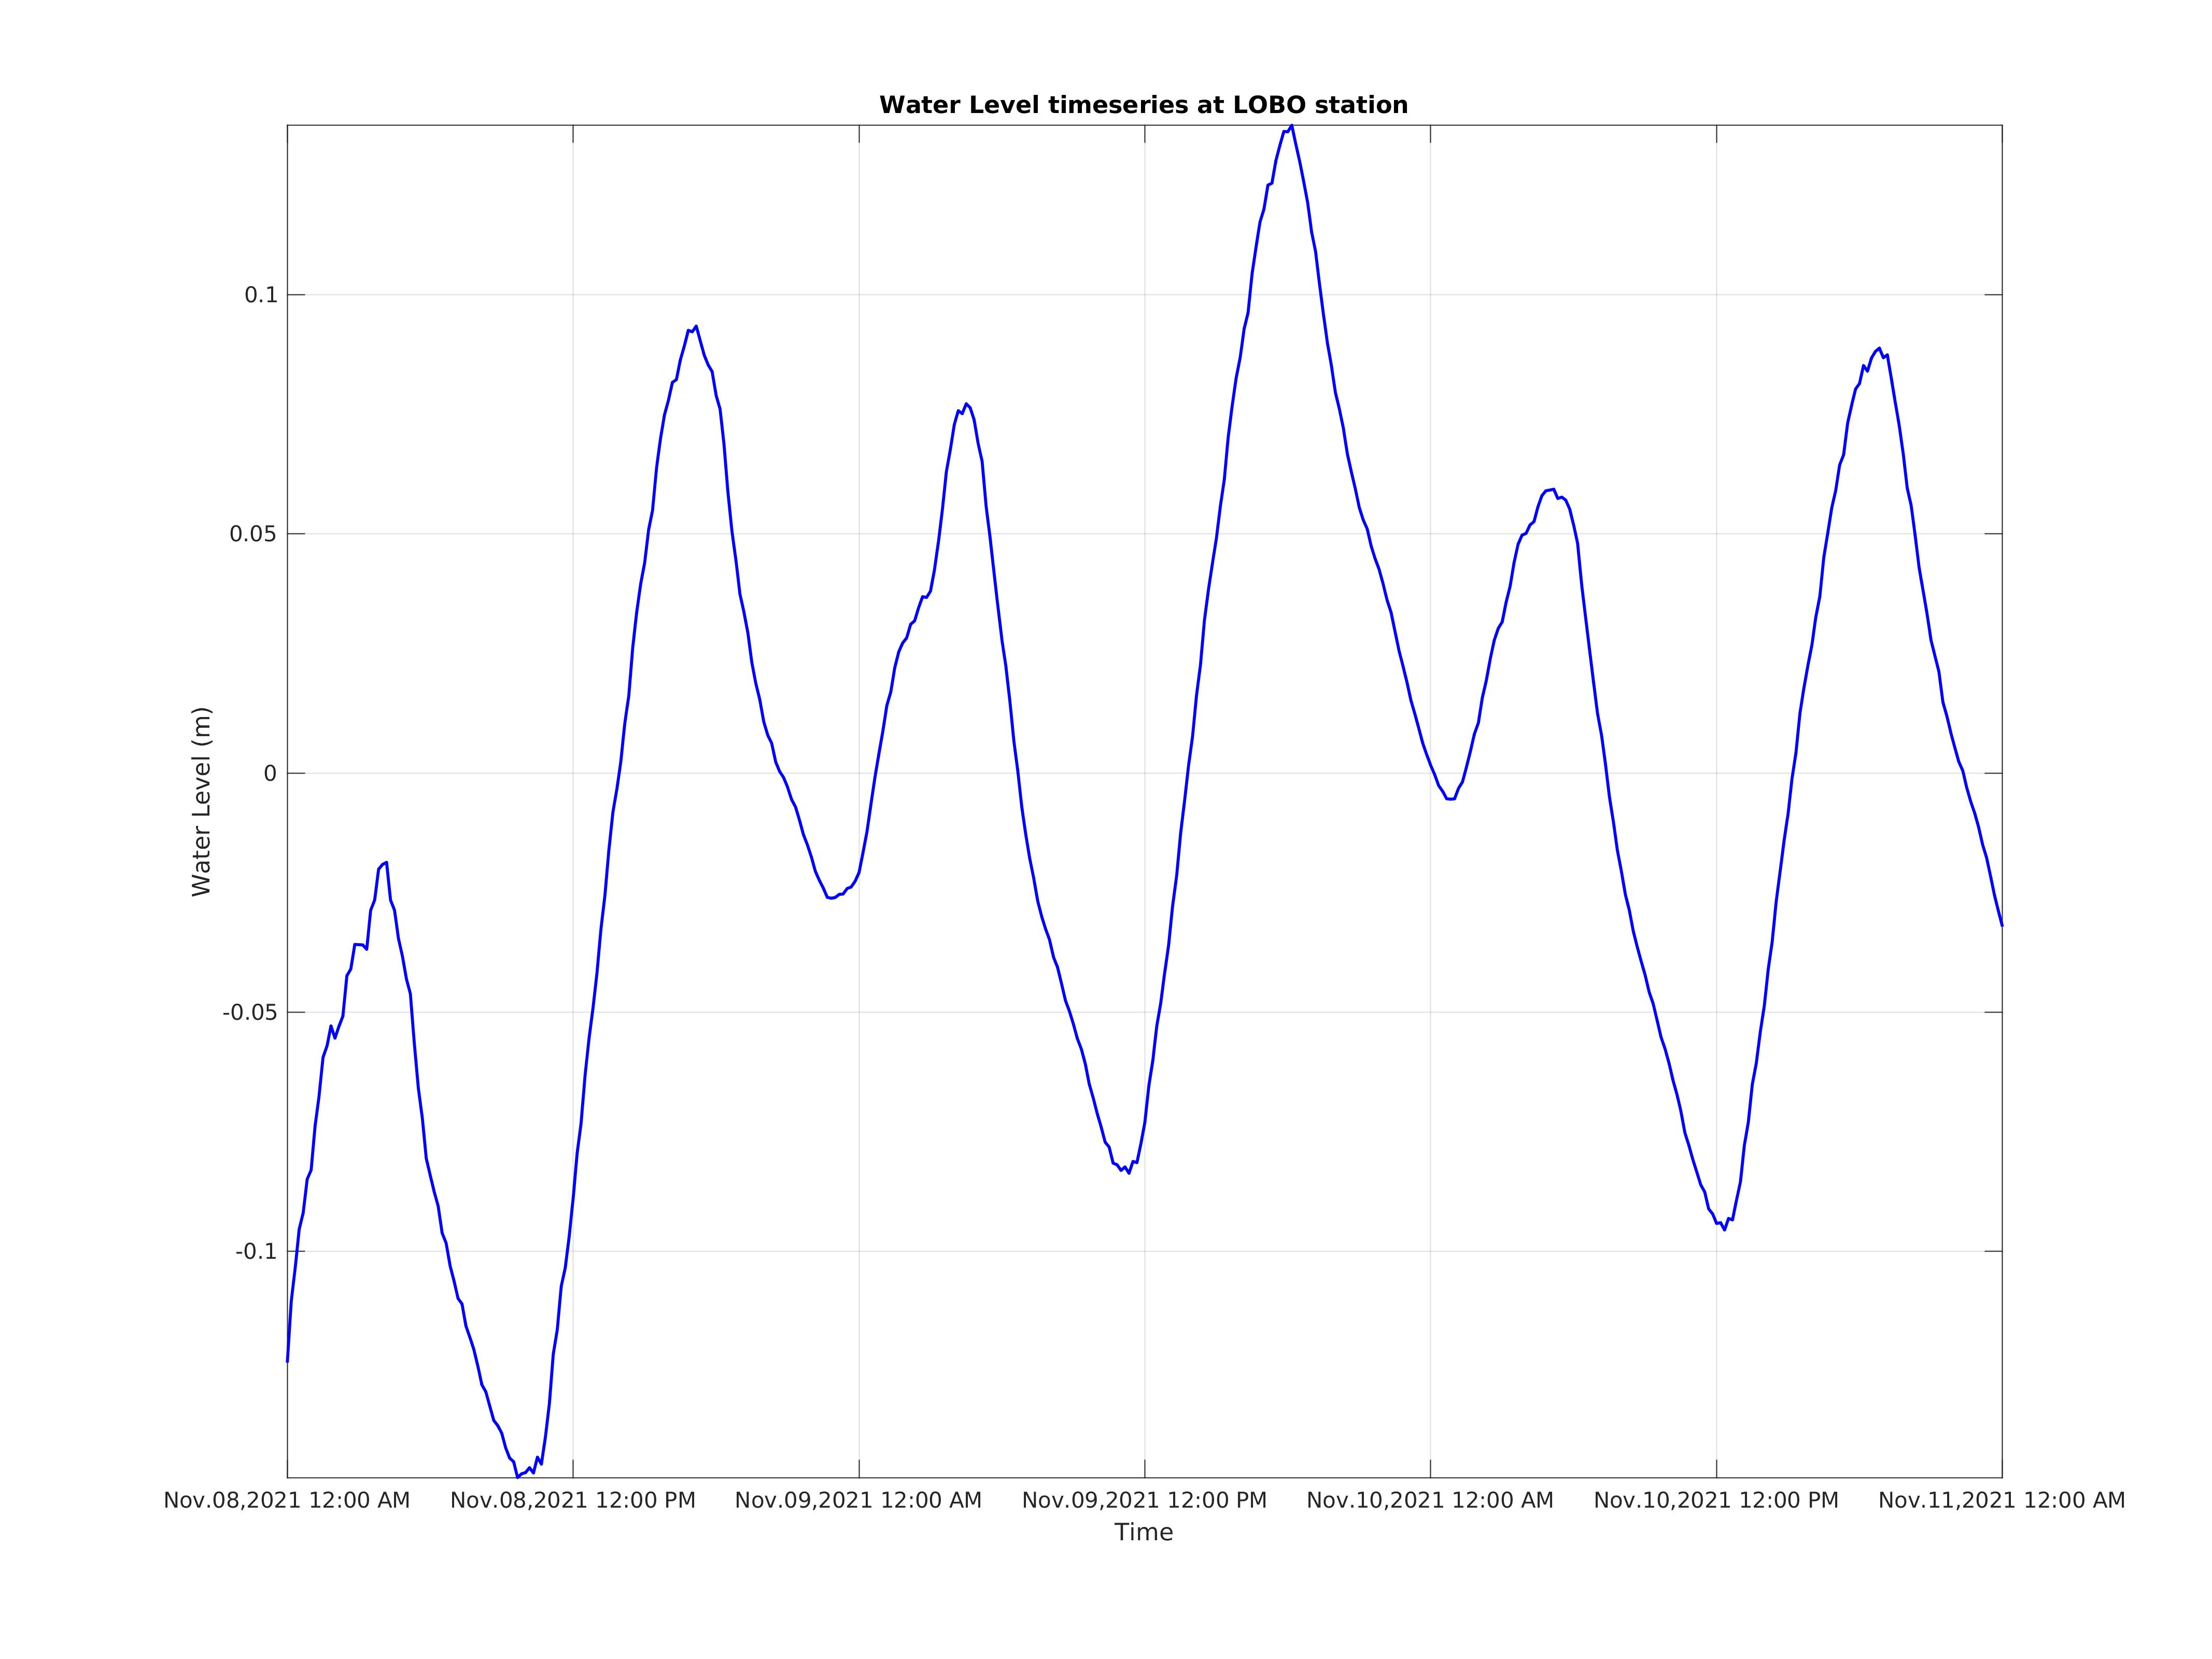 Water Level timeseries at LOBO station
0.1
0.05
0
-0.05
-0.1
Water Level (m)
Nov.08,2021 12:00 AM Nov.08,2021 12:00 PM Nov.09,2021 12:00 AM Nov.09,2021 12:00 PM Nov.10,2021 12:00 AM Nov.10,2021 12:00 PM Nov.11,2021 12:00 AM
Time